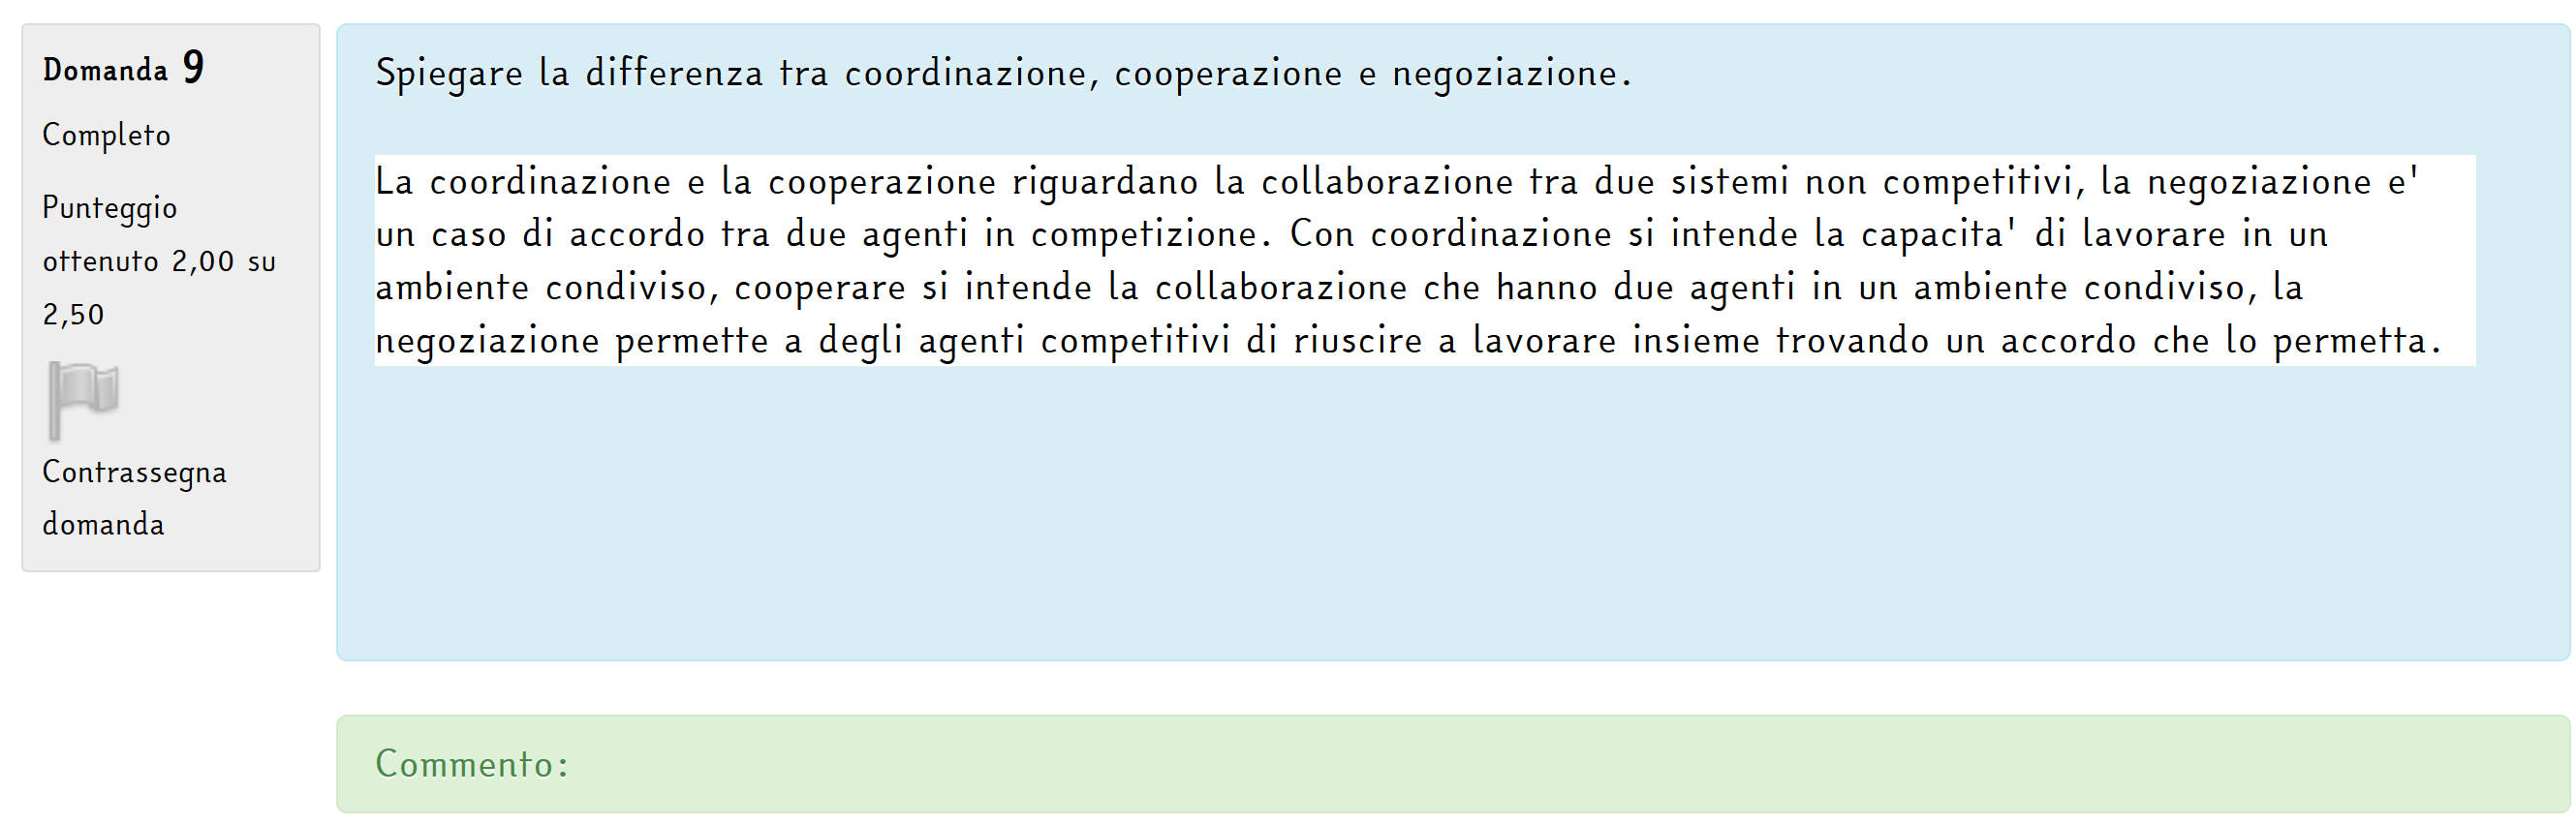 Domanda 9
Completo
Punteggio
ottenuto 2,00 su
2,50
Contrassegna
domanda
Spiegare la differenza tra coordinazione, cooperazione e negoziazione.
La coordinazione e la cooperazione riguardano la collaborazione tra due sistemi non competitivi, la negoziazione e'
un caso di accordo tra due agenti in competizione. Con coordinazione si intende la capacita' di lavorare in un
ambiente condiviso, cooperare si intende la collaborazione che hanno due agenti in un ambiente condiviso, la
negoziazione permette a degli agenti competitivi di riuscire a lavorare insieme trovando un accordo che lo permetta.
Commento: